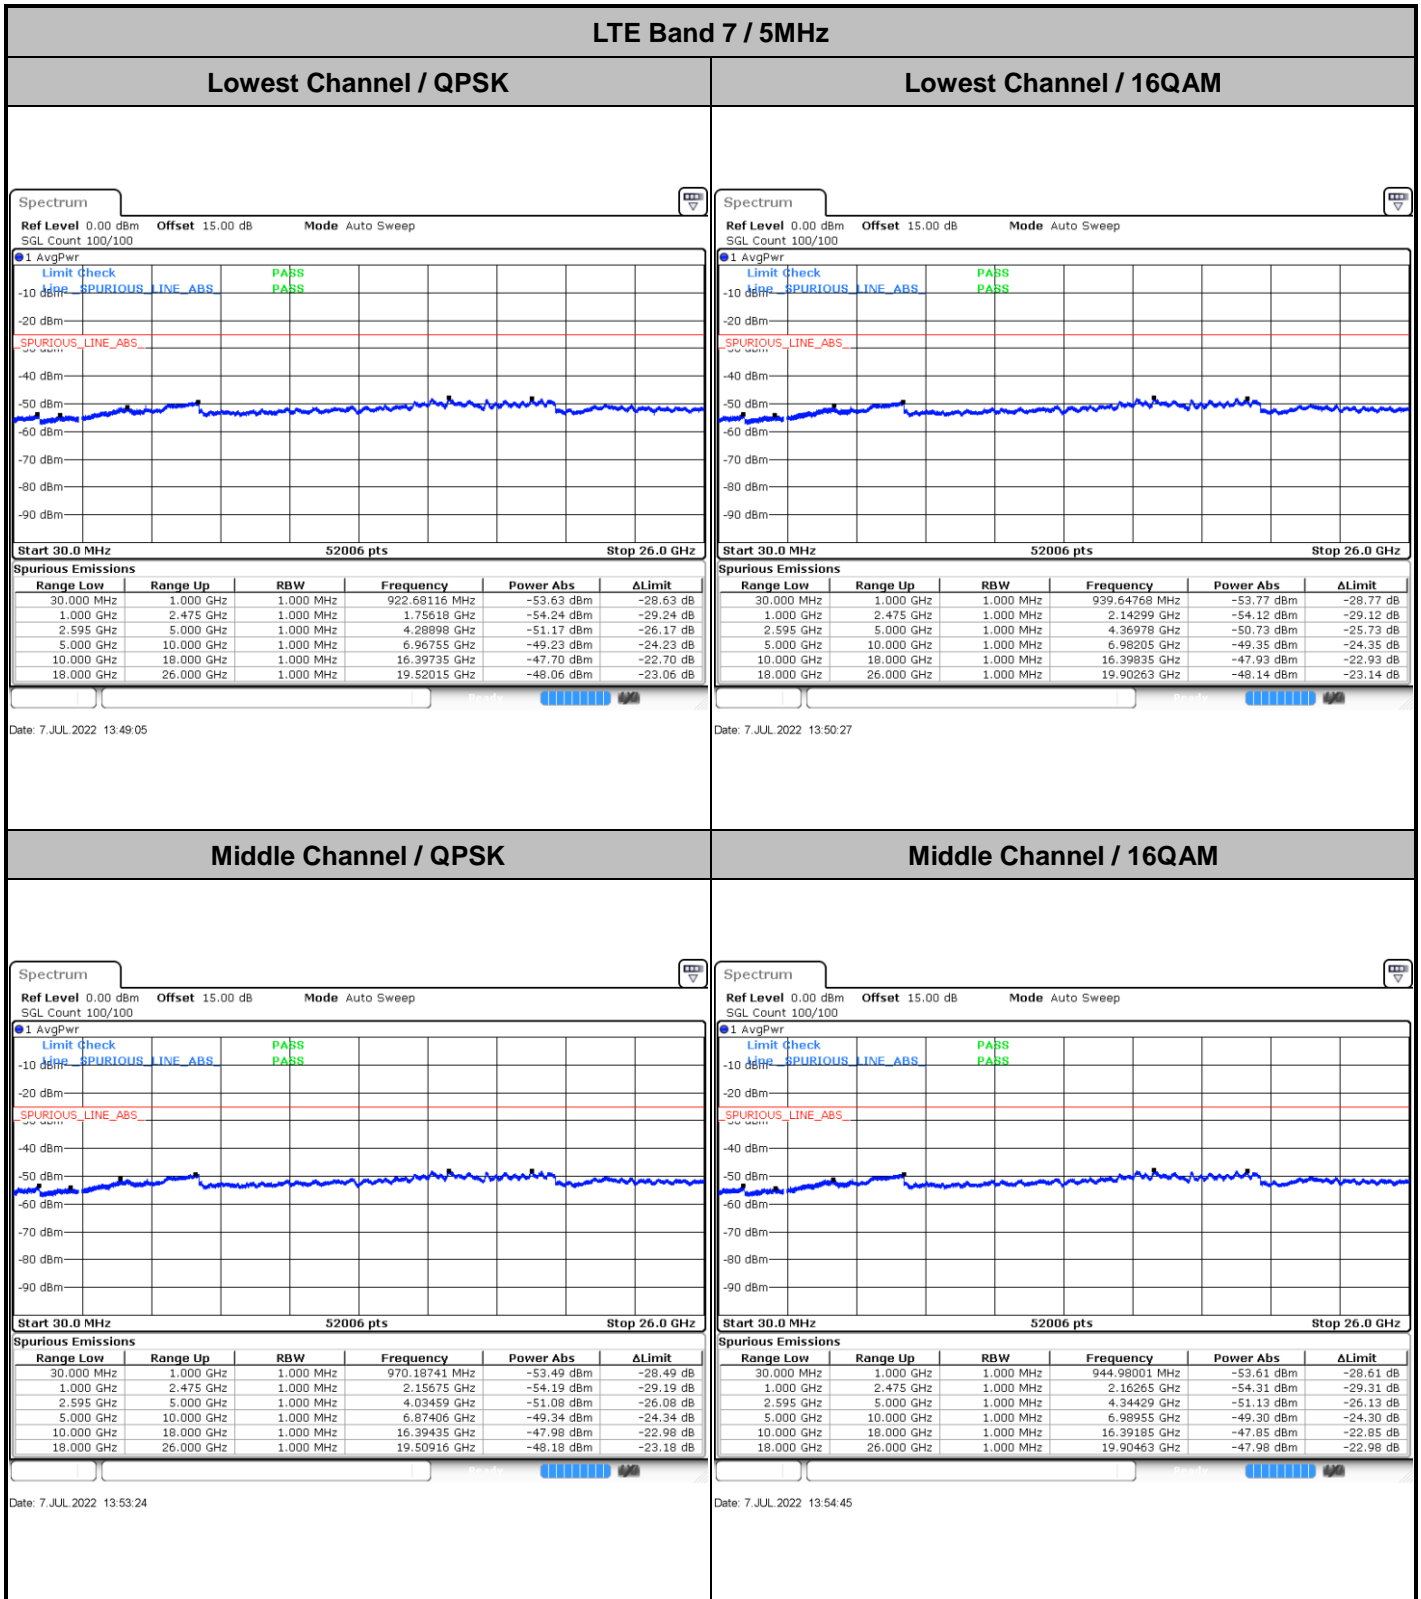 LTE Band 7 / 5MHz
Lowest Channel / QPSK
Lowest Channel / 16QAM
Spectrum
Ref Level 0.00 dBm Offset 15.00 dB Mode Auto Sweep
SGL Count 100/100
1 AvgPwr
Limit Check PASS
Line _SPURIOUS_LINE_ABS_ PASS
-10 dBm
-20 dBm
_SPURIOUS_LINE_ABS_
-40 dBm
-50 dBm
-60 dBm
-70 dBm
-80 dBm
-90 dBm
Start 30.0 MHz 52006 pts Stop 26.0 GHz
Spurious Emissions
Range Low Range Up RBW Frequency Power Abs ΔLimit
30.000 MHz 1.000 GHz 1.000 MHz 922.68116 MHz -53.63 dBm -28.63 dB
1.000 GHz 2.475 GHz 1.000 MHz 1.75618 GHz -54.24 dBm -29.24 dB
2.595 GHz 5.000 GHz 1.000 MHz 4.28898 GHz -51.17 dBm -26.17 dB
5.000 GHz 10.000 GHz 1.000 MHz 6.96755 GHz -49.23 dBm -24.23 dB
10.000 GHz 18.000 GHz 1.000 MHz 16.39735 GHz -47.70 dBm -22.70 dB
18.000 GHz 26.000 GHz 1.000 MHz 19.52015 GHz -48.06 dBm -23.06 dB
Date: 7.JUL.2022 13:49:05
Spectrum
Ref Level 0.00 dBm Offset 15.00 dB Mode Auto Sweep
SGL Count 100/100
1 AvgPwr
Limit Check PASS
Line _SPURIOUS_LINE_ABS_ PASS
-10 dBm
-20 dBm
_SPURIOUS_LINE_ABS_
-40 dBm
-50 dBm
-60 dBm
-70 dBm
-80 dBm
-90 dBm
Start 30.0 MHz 52006 pts Stop 26.0 GHz
Spurious Emissions
Range Low Range Up RBW Frequency Power Abs ΔLimit
30.000 MHz 1.000 GHz 1.000 MHz 939.64768 MHz -53.77 dBm -28.77 dB
1.000 GHz 2.475 GHz 1.000 MHz 2.14299 GHz -54.12 dBm -29.12 dB
2.595 GHz 5.000 GHz 1.000 MHz 4.36978 GHz -50.73 dBm -25.73 dB
5.000 GHz 10.000 GHz 1.000 MHz 6.98205 GHz -49.35 dBm -24.35 dB
10.000 GHz 18.000 GHz 1.000 MHz 16.39835 GHz -47.93 dBm -22.93 dB
18.000 GHz 26.000 GHz 1.000 MHz 19.90263 GHz -48.14 dBm -23.14 dB
Date: 7.JUL.2022 13:50:27
Middle Channel / QPSK
Middle Channel / 16QAM
Spectrum
Ref Level 0.00 dBm Offset 15.00 dB Mode Auto Sweep
SGL Count 100/100
1 AvgPwr
Limit Check PASS
Line _SPURIOUS_LINE_ABS_ PASS
-10 dBm
-20 dBm
_SPURIOUS_LINE_ABS_
-40 dBm
-50 dBm
-60 dBm
-70 dBm
-80 dBm
-90 dBm
Start 30.0 MHz 52006 pts Stop 26.0 GHz
Spurious Emissions
Range Low Range Up RBW Frequency Power Abs ΔLimit
30.000 MHz 1.000 GHz 1.000 MHz 970.18741 MHz -53.49 dBm -28.49 dB
1.000 GHz 2.475 GHz 1.000 MHz 2.15675 GHz -54.19 dBm -29.19 dB
2.595 GHz 5.000 GHz 1.000 MHz 4.03459 GHz -51.08 dBm -26.08 dB
5.000 GHz 10.000 GHz 1.000 MHz 6.87406 GHz -49.34 dBm -24.34 dB
10.000 GHz 18.000 GHz 1.000 MHz 16.39435 GHz -47.98 dBm -22.98 dB
18.000 GHz 26.000 GHz 1.000 MHz 19.50916 GHz -48.18 dBm -23.18 dB
Date: 7.JUL.2022 13:53:24
Spectrum
Ref Level 0.00 dBm Offset 15.00 dB Mode Auto Sweep
SGL Count 100/100
1 AvgPwr
Limit Check PASS
Line _SPURIOUS_LINE_ABS_ PASS
-10 dBm
-20 dBm
_SPURIOUS_LINE_ABS_
-40 dBm
-50 dBm
-60 dBm
-70 dBm
-80 dBm
-90 dBm
Start 30.0 MHz 52006 pts Stop 26.0 GHz
Spurious Emissions
Range Low Range Up RBW Frequency Power Abs ΔLimit
30.000 MHz 1.000 GHz 1.000 MHz 944.98001 MHz -53.61 dBm -28.61 dB
1.000 GHz 2.475 GHz 1.000 MHz 2.16265 GHz -54.31 dBm -29.31 dB
2.595 GHz 5.000 GHz 1.000 MHz 4.34429 GHz -51.13 dBm -26.13 dB
5.000 GHz 10.000 GHz 1.000 MHz 6.98955 GHz -49.30 dBm -24.30 dB
10.000 GHz 18.000 GHz 1.000 MHz 16.39185 GHz -47.85 dBm -22.85 dB
18.000 GHz 26.000 GHz 1.000 MHz 19.90463 GHz -47.98 dBm -22.98 dB
Date: 7.JUL.2022 13:54:45